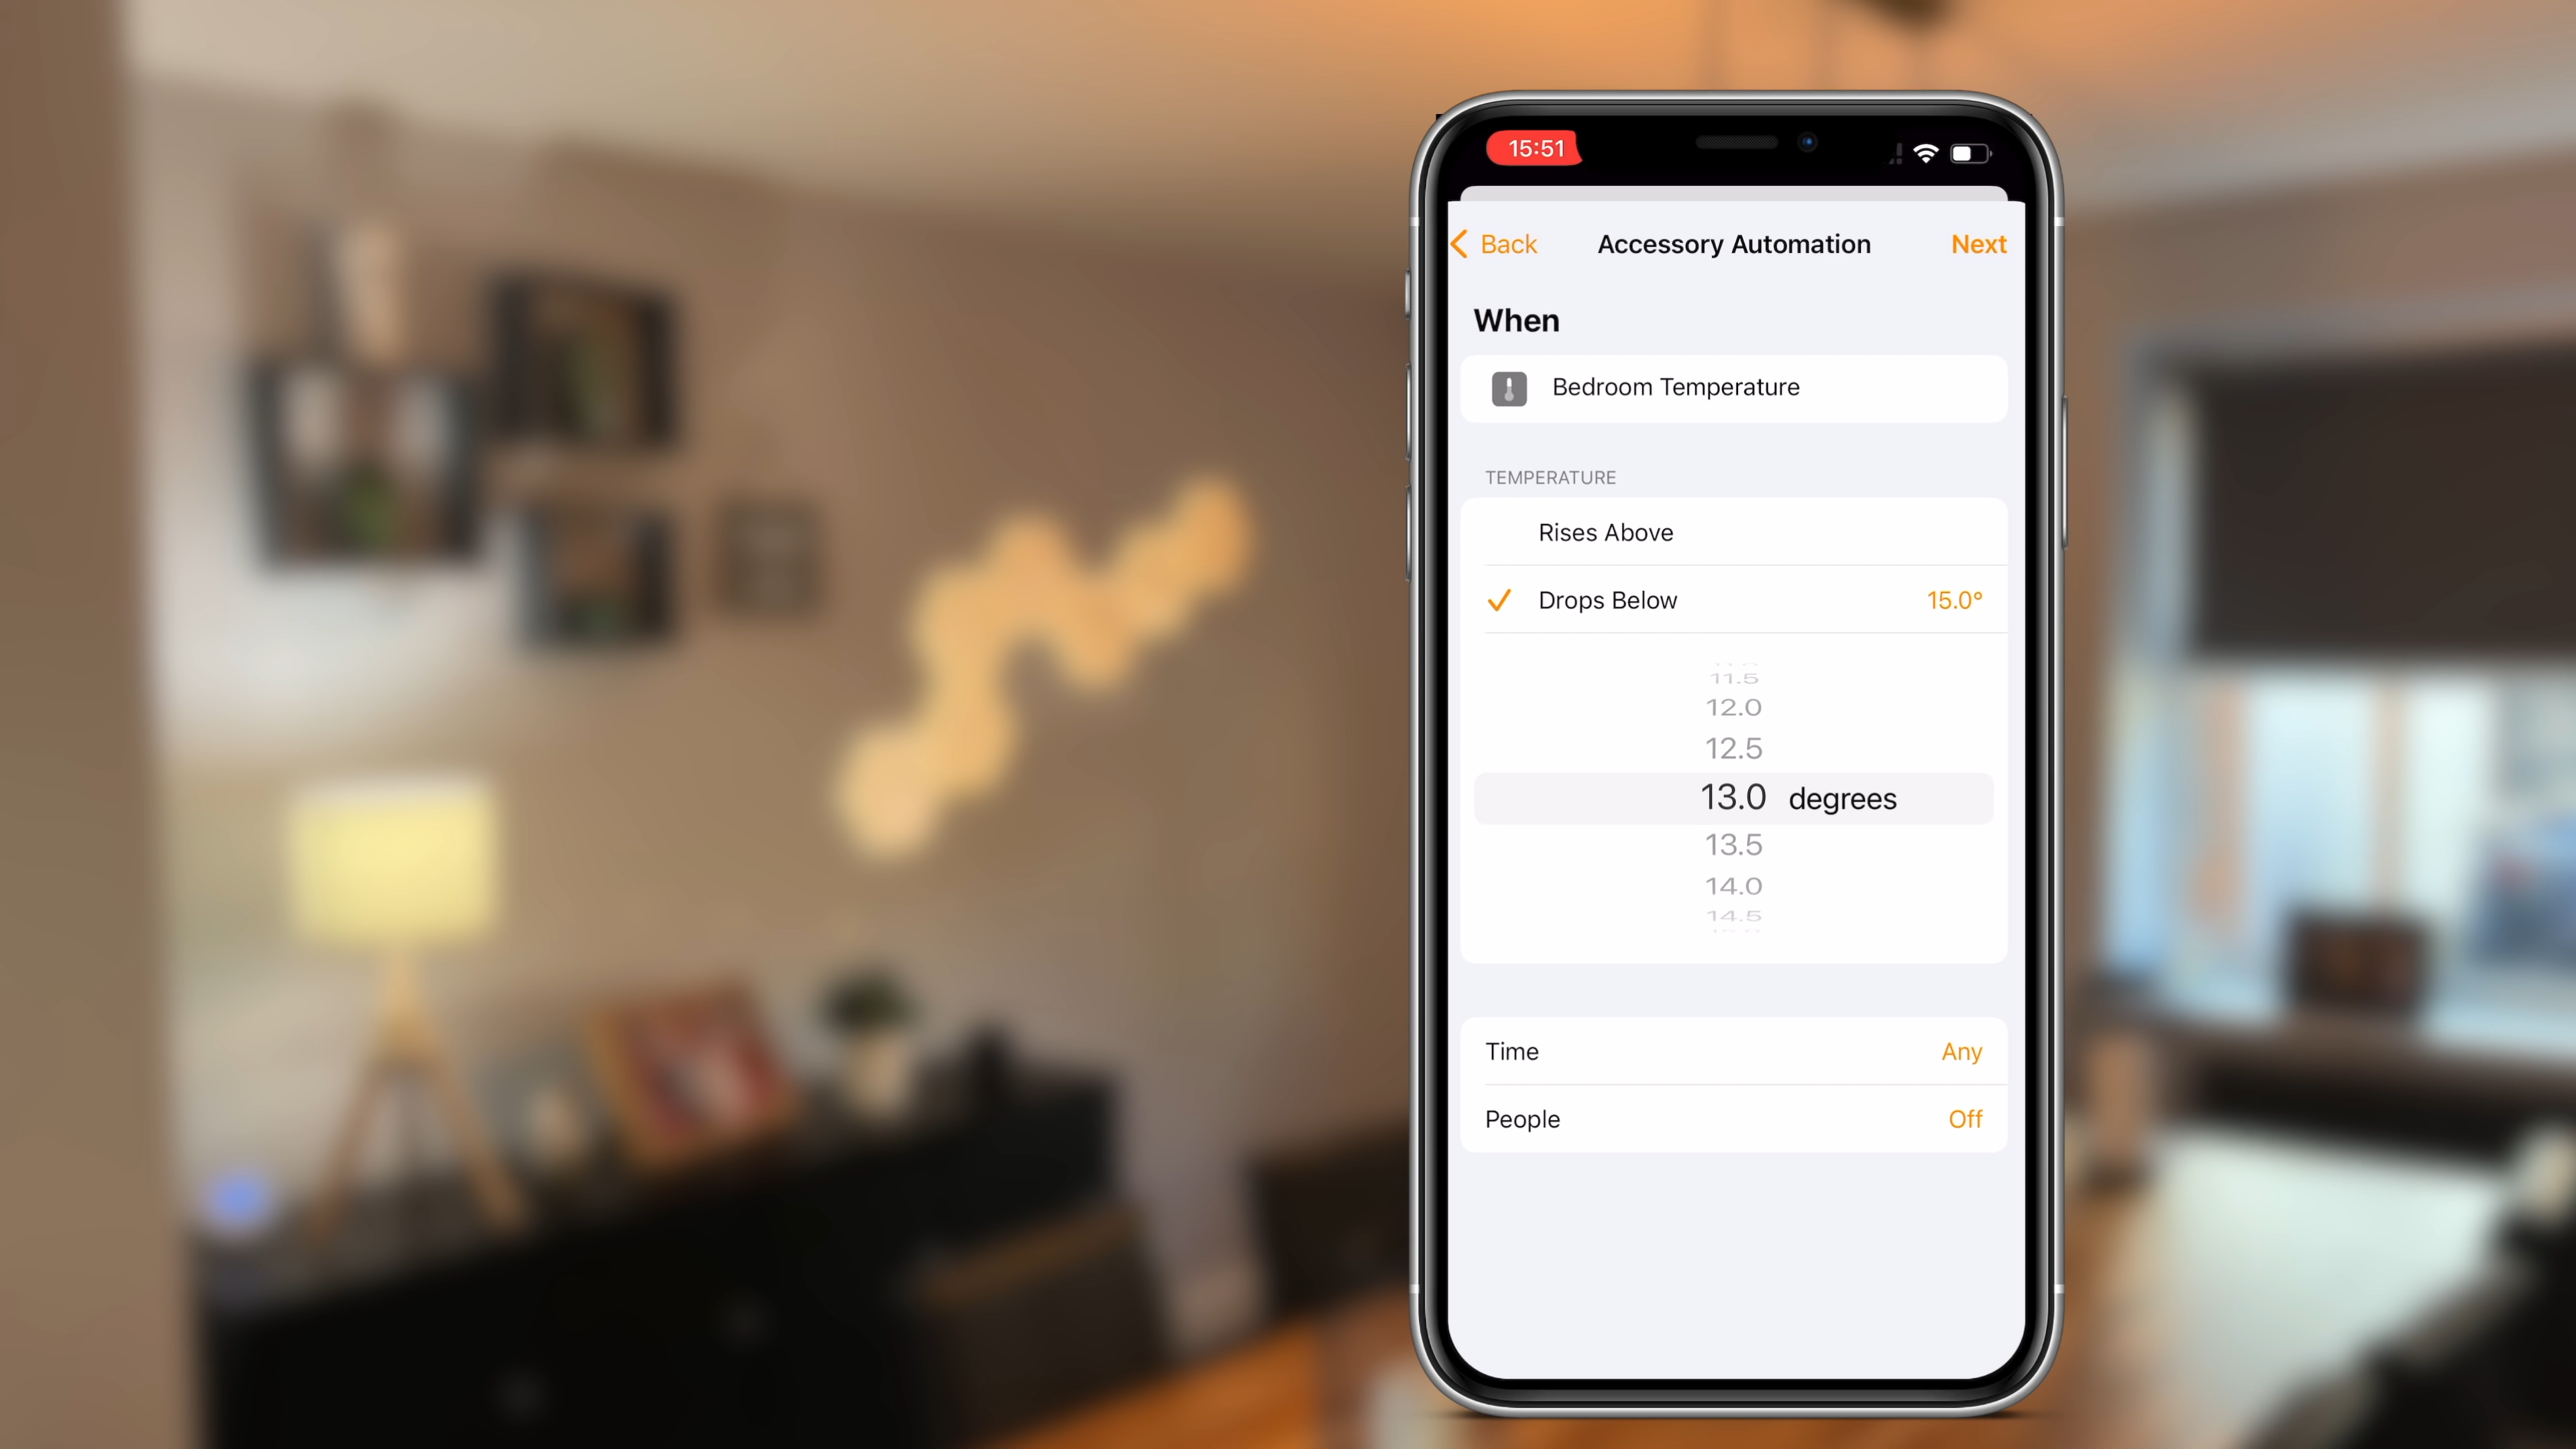 15:51
Back
Accessory Automation
Next
When
Bedroom Temperature
TEMPERATURE
Rises Above
Drops Below 15.0°
11.5
12.0
12.5
13.0 degrees
13.5
14.0
14.5
Time Any
People Off